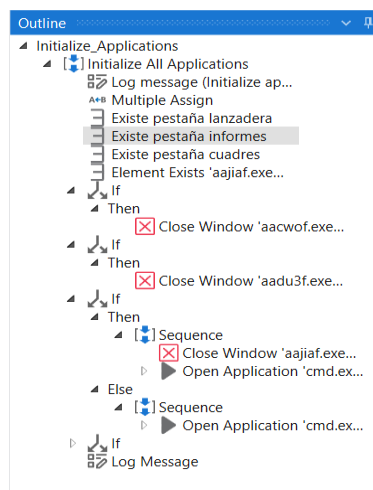 Outline
Initialize_Applications
Initialize All Applications
Log message (Initialize ap...
A+B Multiple Assign
Existe pestaña lanzadera
Existe pestaña informes
Existe pestaña cuadres
Element Exists 'aajiaf.exe...
If
Then
Close Window 'aacwof.exe...
If
Then
Close Window 'aadu3f.exe...
If
Then
Sequence
Close Window 'aajiaf.exe...
Open Application 'cmd.ex...
Else
Sequence
Open Application 'cmd.ex...
If
Log Message